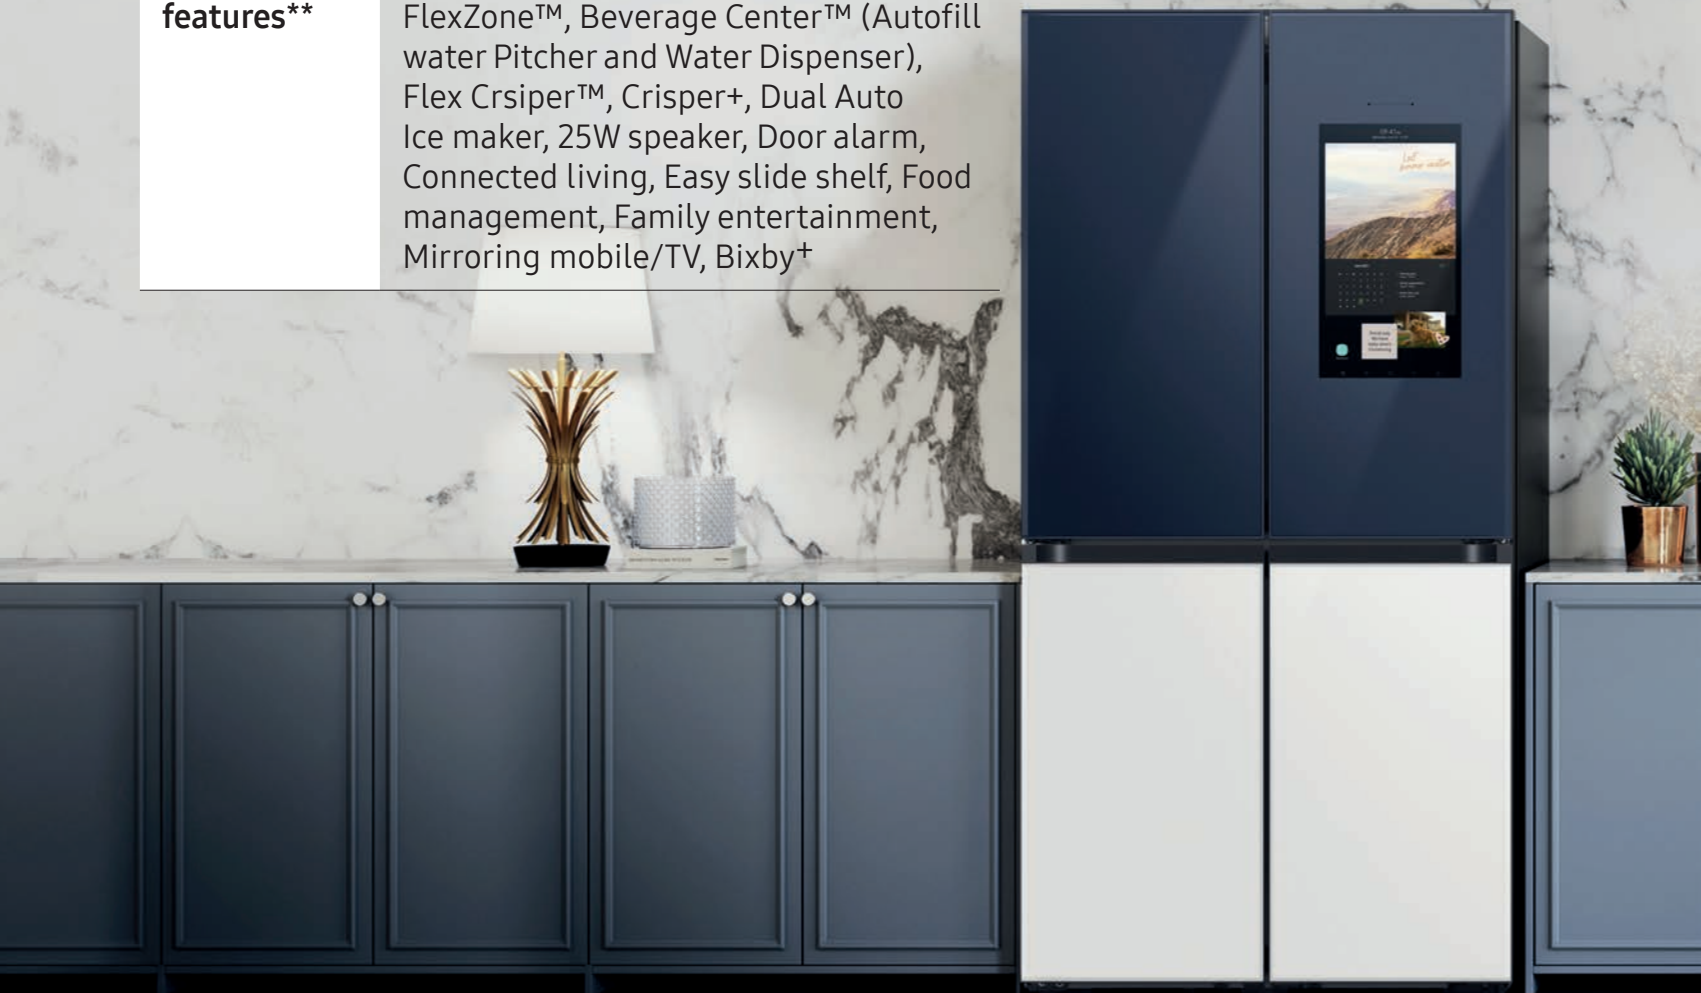 features**
FlexZone™, Beverage Center™ (Autofill
water Pitcher and Water Dispenser),
Flex Crsiper™, Crisper+, Dual Auto
Ice maker, 25W speaker, Door alarm,
Connected living, Easy slide shelf, Food
management, Family entertainment,
Mirroring mobile/TV, Bixby+